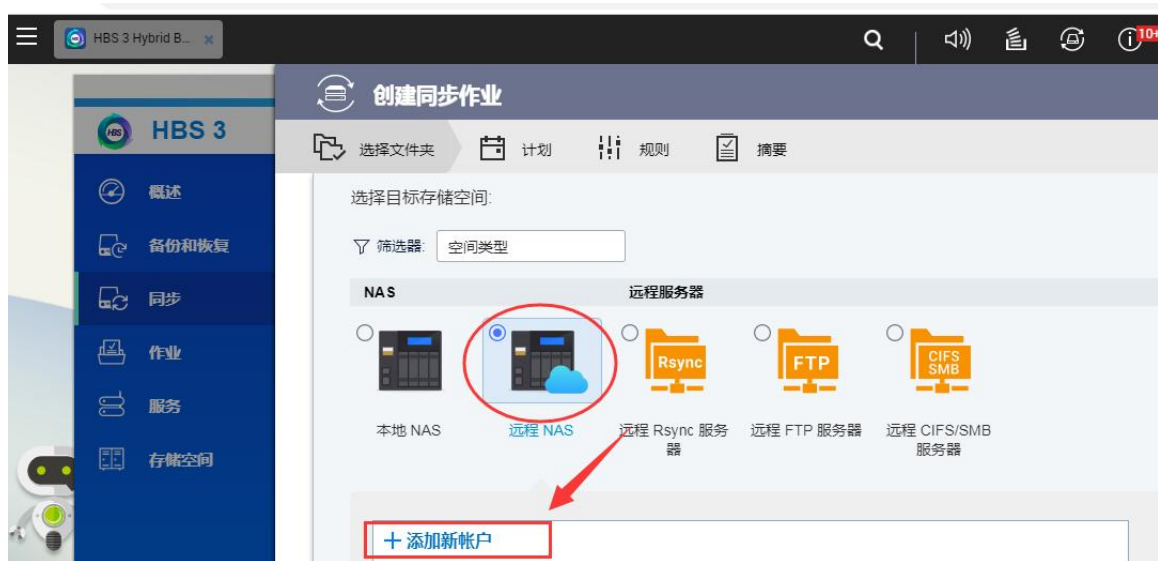 HBS 3 Hybrid B... ×
10+
创建同步作业
HBS
HBS 3
选择文件夹 计划 规则 摘要
概述
选择目标存储空间:
备份和恢复
筛选器: 空间类型
同步
NAS 远程服务器
作业
Rsync FTP CIFS SMB
服务
本地 NAS 远程 NAS 远程 Rsync 服务器 远程 FTP 服务器 远程 CIFS/SMB 服务器
存储空间
添加新帐户